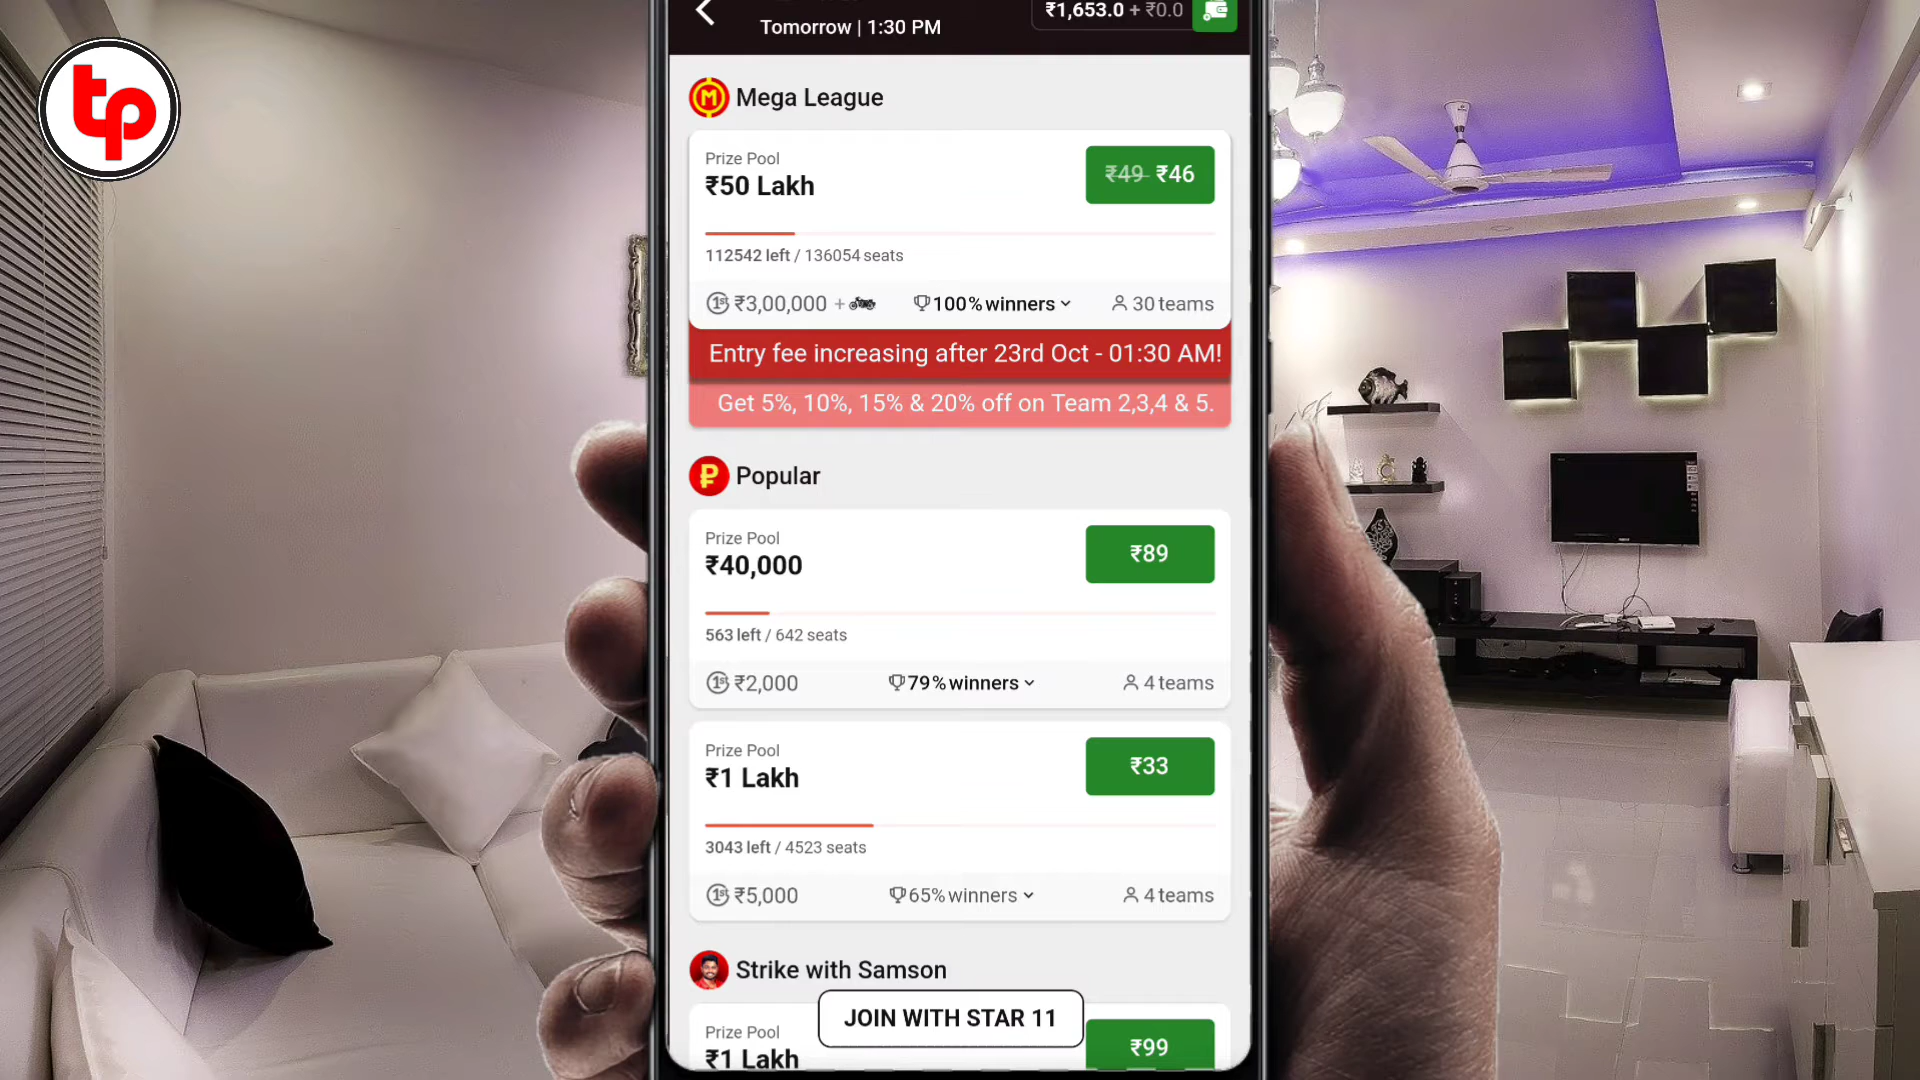 tp
Tomorrow | 1:30 PM
₹1,653.0 + ₹0.0
Mega League
Prize Pool
₹50 Lakh
₹49 ₹46
112542 left / 136054 seats
1st ₹3,00,000 +
100% winners
30 teams
Entry fee increasing after 23rd Oct - 01:30 AM!
Get 5%, 10%, 15% & 20% off on Team 2,3,4 & 5.
Popular
Prize Pool
₹40,000
₹89
563 left / 642 seats
1st ₹2,000
79% winners
4 teams
Prize Pool
₹1 Lakh
₹33
3043 left / 4523 seats
1st ₹5,000
65% winners
4 teams
Strike with Samson
JOIN WITH STAR 11
Prize Pool
₹1 Lakh
₹99